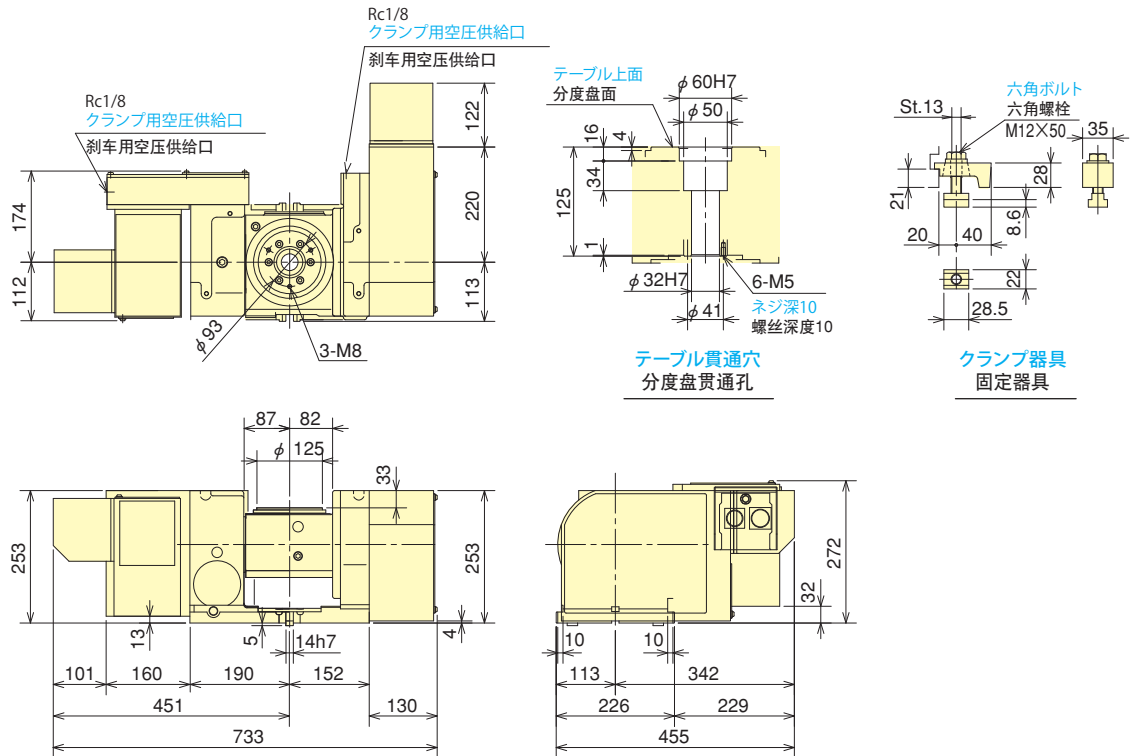 Rc1/8
クランプ用空圧供給口
刹车用空压供给口
Rc1/8
クランプ用空圧供給口
刹车用空压供给口
122
220
113
174
112
φ93
3-M8
テーブル上面
分度盘面
φ60H7
φ50
16
4
34
125
1
φ32H7
φ41
6-M5
ネジ深10
螺丝深度10
テーブル貫通穴
分度盘贯通孔
六角ボルト
六角螺栓
M12×50
St.13
35
21
28
8.6
20
40
22
28.5
クランプ器具
固定器具
87
82
φ125
33
253
253
13
5
14h7
4
101
160
190
152
451
130
733
272
32
10
10
113
342
226
229
455